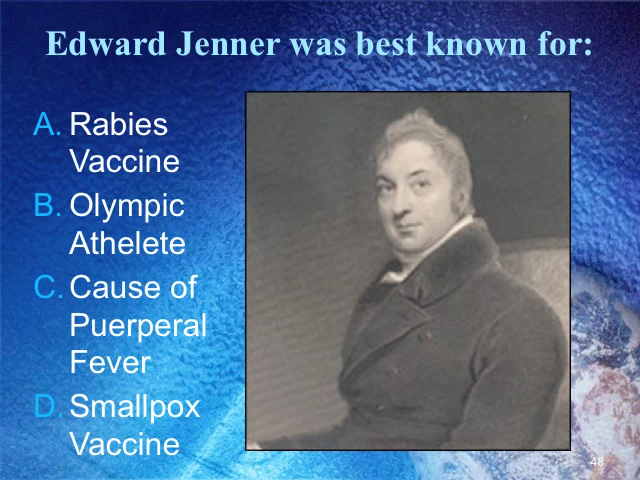 Edward Jenner was best known for:
A. Rabies
Vaccine
B. Olympic
Athelete
C. Cause of
Puerperal
Fever
D. Smallpox
Vaccine
48